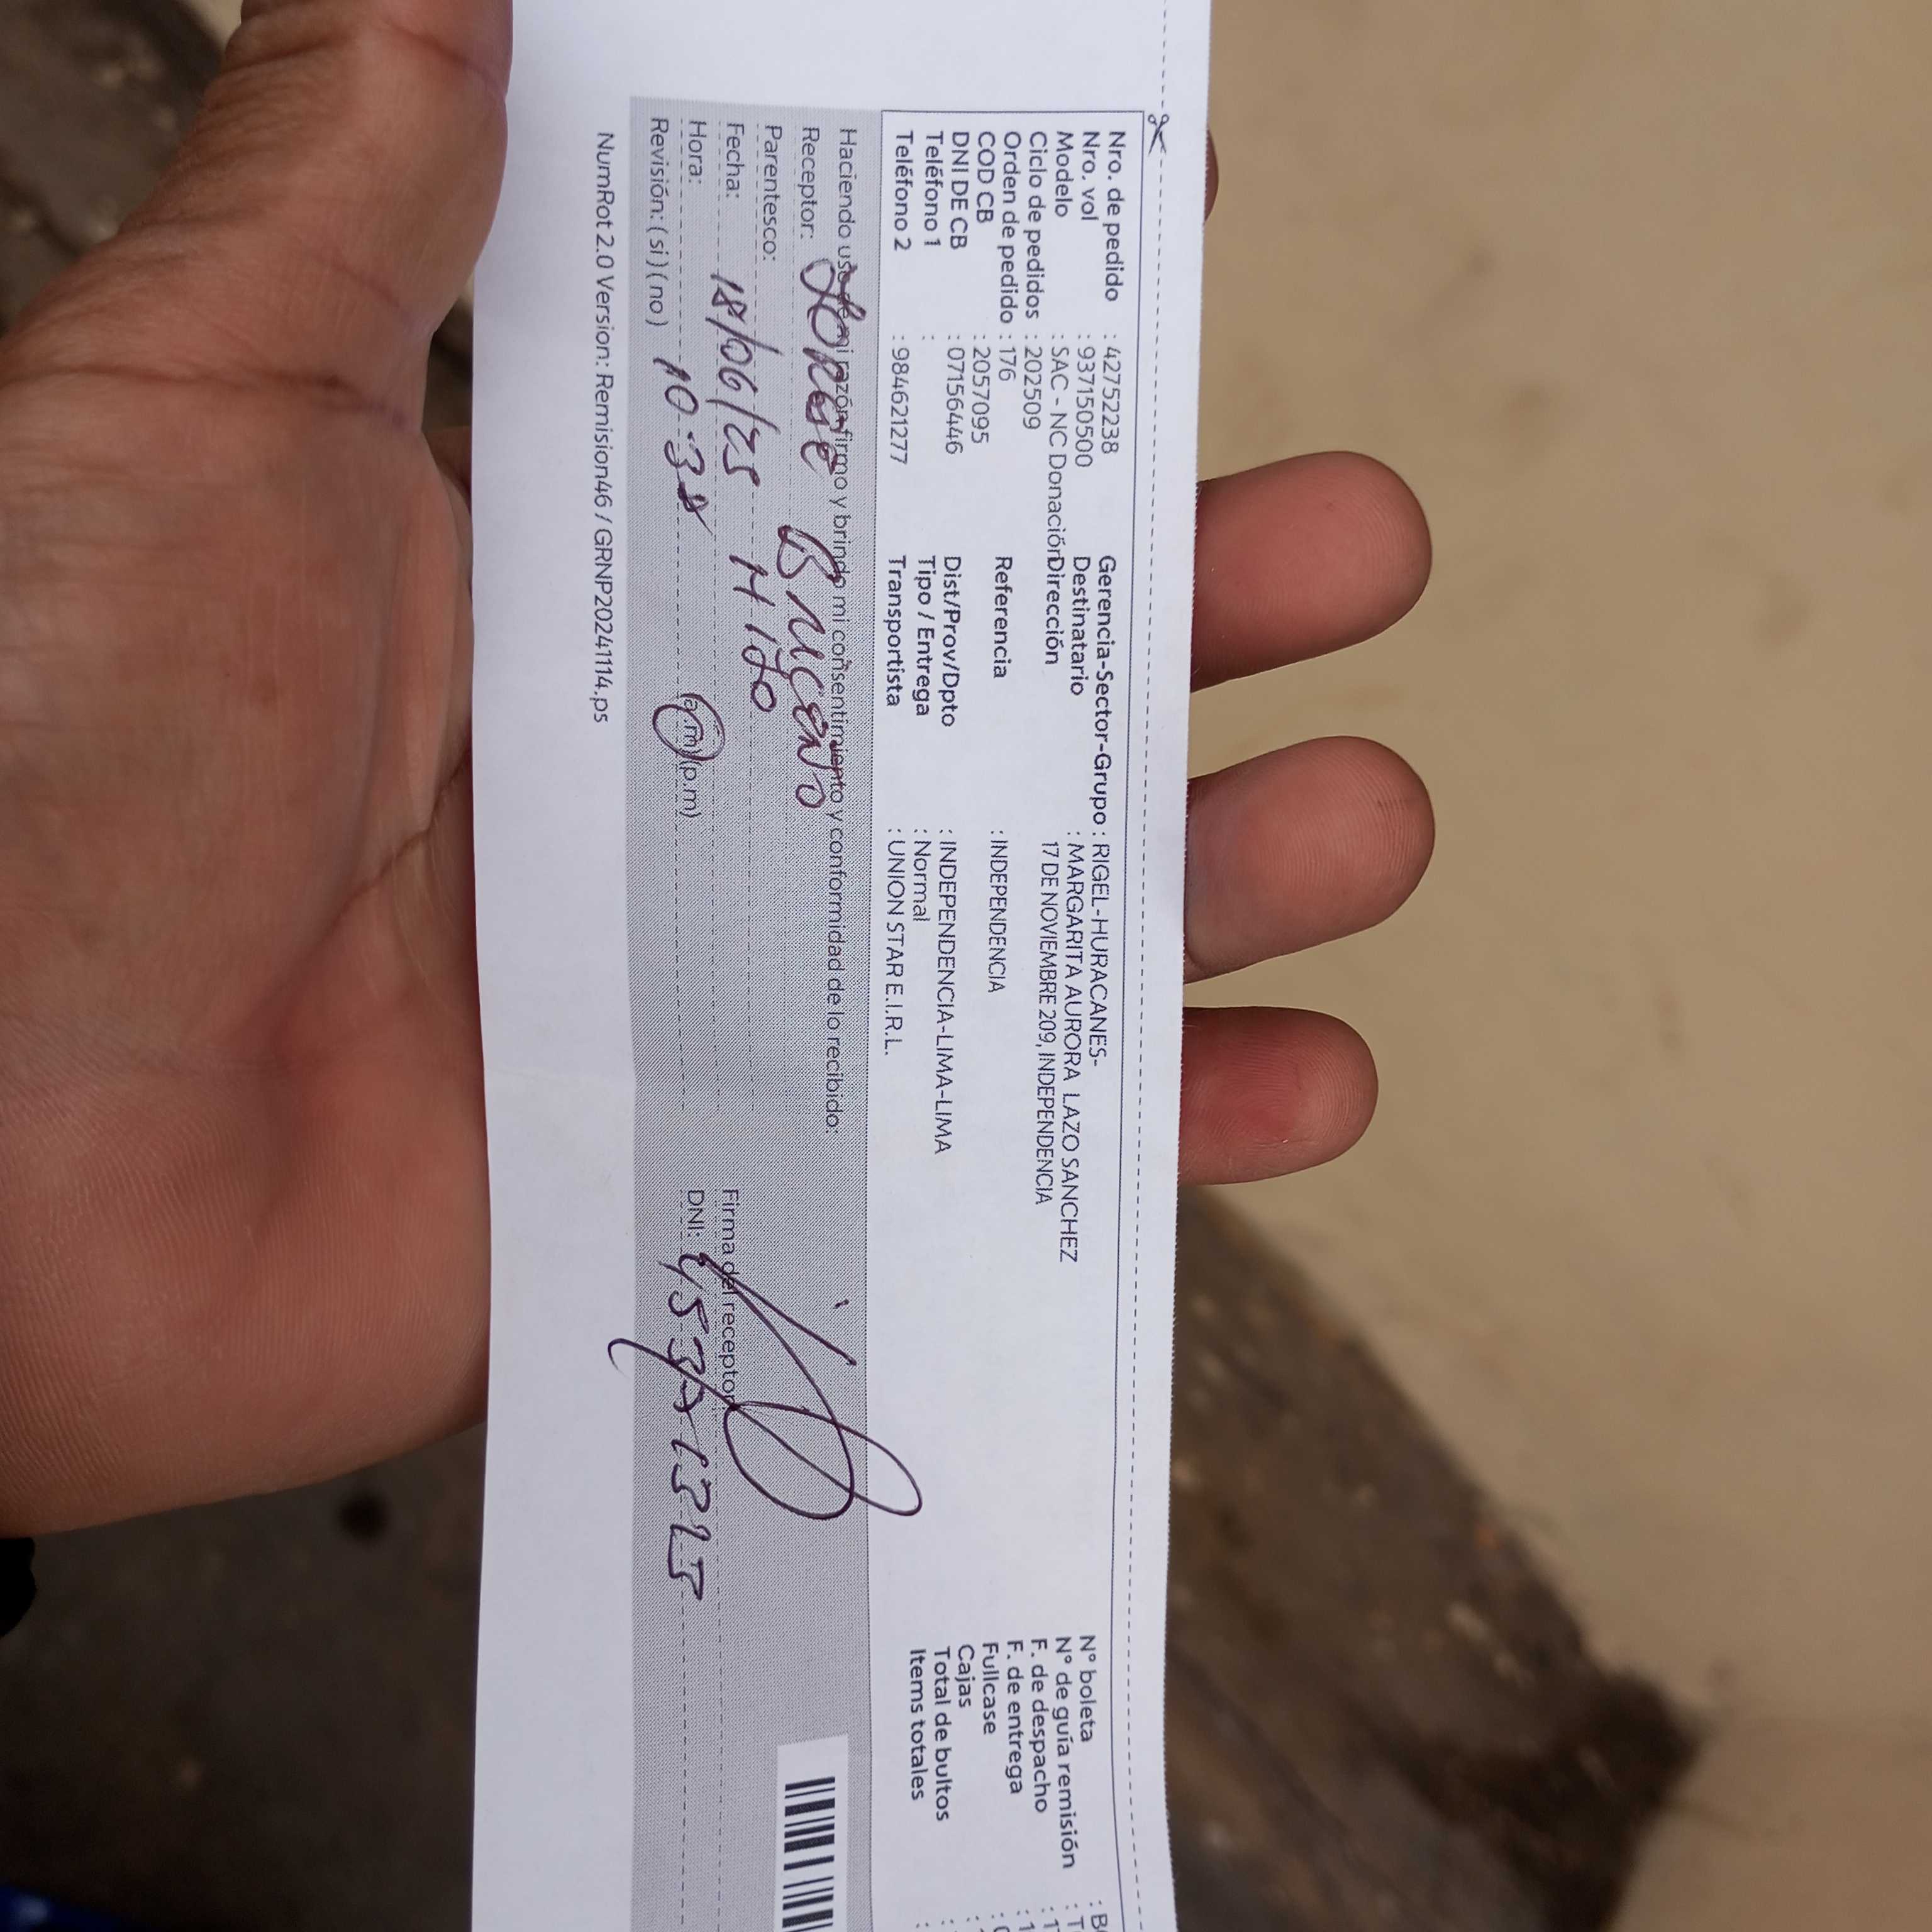 Nro. de pedido : 42752238
Nro. vol : 937150500
Modelo : SAC - NC Donación
Ciclo de pedidos : 202509
Orden de pedido : 176
COD CB : 2057095
DNI DE CB : 07156446
Teléfono 1 :
Teléfono 2 : 984621277
Gerencia-Sector-Grupo : RIGEL-HURACANES-
Destinatario : MARGARITA AURORA LAZO SANCHEZ
Dirección 17 DE NOVIEMBRE 209, INDEPENDENCIA
Referencia : INDEPENDENCIA
Dist/Prov/Dpto : INDEPENDENCIA-LIMA-LIMA
Tipo / Entrega : Normal
Transportista : UNION STAR E.I.R.L.
N° boleta :
N° de guía remisión :
F. de despacho :
F. de entrega :
Fullcase :
Cajas :
Total de bultos :
Items totales :
Haciendo uso de mi razón firmo y brindo mi consentimiento y conformidad de lo recibido:
Receptor: Jorge
Parentesco: HIJO
Fecha: 18/06/25
Hora: 10:38 (a.m) (p.m)
Revisión: ( si ) ( no )
Firma del receptor:
DNI:
NumRot 2.0 Version: Remision46 / GRNP20241114.ps